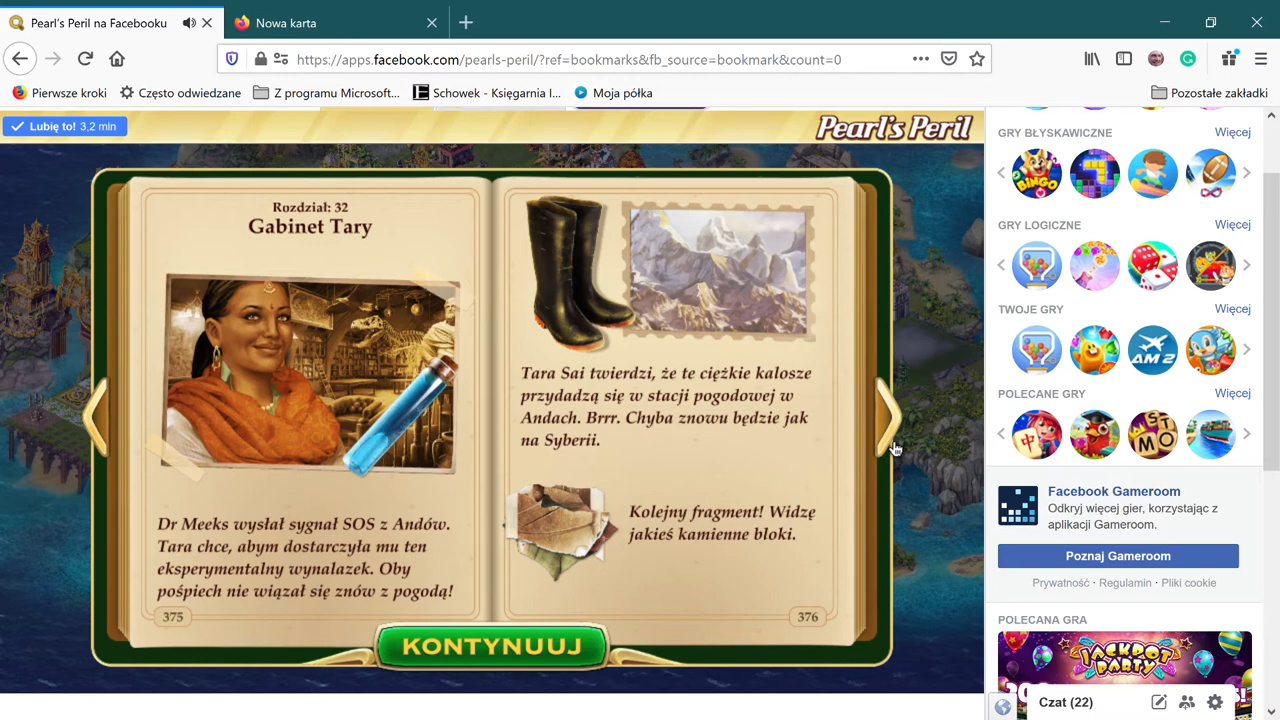 Pearl's Peril na Facebooku
Nowa karta
https://apps.facebook.com/pearls-peril/?ref=bookmarks&fb_source=bookmark&count=0
Pierwsze kroki
Często odwiedzane
Z programu Microsoft...
Schowek - Księgarnia I...
Moja półka
Pozostałe zakładki
Lubię to! 3,2 min
Pearl's Peril
Rozdział: 32
Gabinet Tary
Dr Meeks wysłał sygnał SOS z Andów.
Tara chce, abym dostarczyła mu ten
eksperymentalny wynalazek. Oby
pośpiech nie wiązał się znów z pogodą!
375
Tara Sai twierdzi, że te ciężkie kalosze
przydadzą się w stacji pogodowej w
Andach. Brrr. Chyba znowu będzie jak
na Syberii.
Kolejny fragment! Widzę
jakieś kamienne bloki.
376
KONTYNUUJ
GRY BŁYSKAWICZNE
Więcej
BINGO
GRY LOGICZNE
Więcej
TWOJE GRY
Więcej
AM 2
POLECANE GRY
Więcej
中
STMO
Facebook Gameroom
Odkryj więcej gier, korzystając z
aplikacji Gameroom.
Poznaj Gameroom
Prywatność · Regulamin · Pliki cookie
POLECANA GRA
JACKPOT
PARTY
Czat (22)